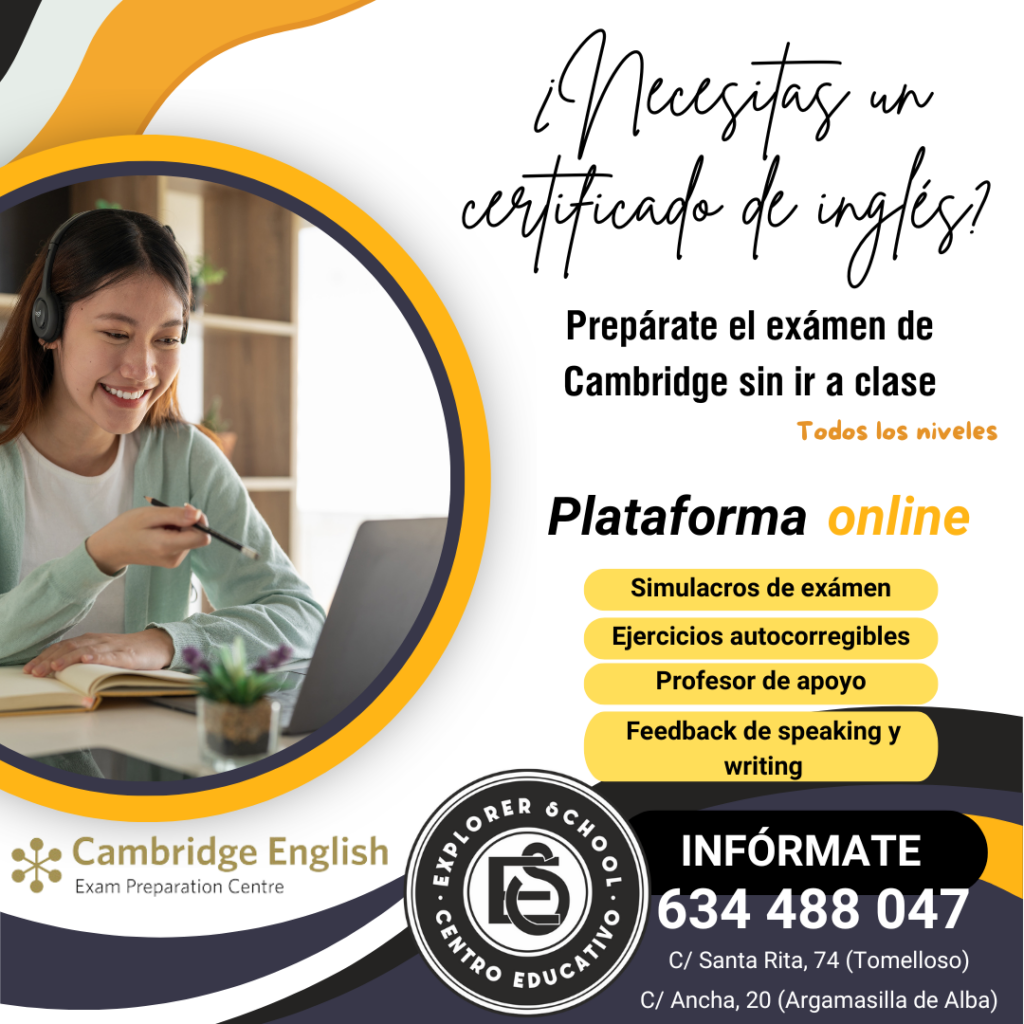 ¿Necesitas un
certificado de inglés?
Prepárate el exámen de
Cambridge sin ir a clase
Todos los niveles
Plataforma online
Simulacros de exámen
Ejercicios autocorregibles
Profesor de apoyo
Feedback de speaking y
writing
Cambridge English
Exam Preparation Centre
· EXPLORER SCHOOL ·
CENTRO EDUCATIVO
ES
INFÓRMATE
634 488 047
C/ Santa Rita, 74 (Tomelloso)
C/ Ancha, 20 (Argamasilla de Alba)